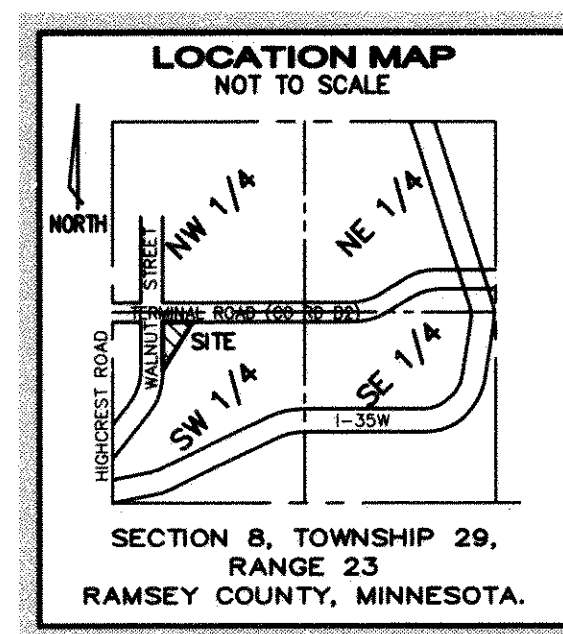 LOCATION MAP
NOT TO SCALE
NORTH
NW 1/4
NE 1/4
WALNUT STREET
TERMINAL ROAD (CO RD D2)
SITE
HIGHCREST ROAD
SW 1/4
SE 1/4
I-35W
SECTION 8, TOWNSHIP 29,
RANGE 23
RAMSEY COUNTY, MINNESOTA.